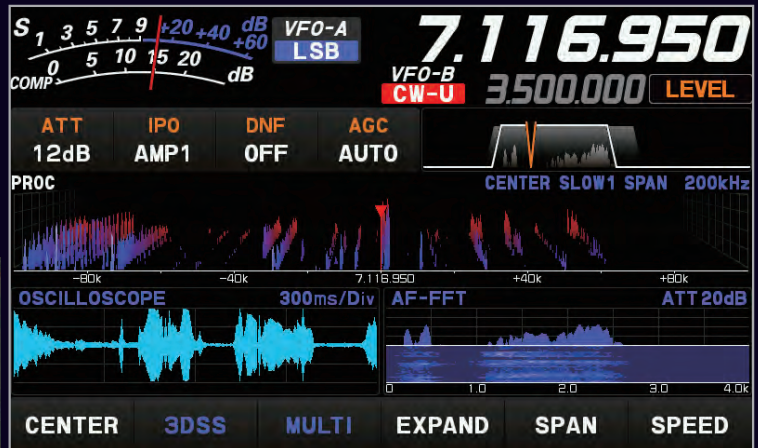 S 1 3 5 7 9 +20 +40 +60 dB
COMP 0 5 10 15 20 dB
VFO-A
LSB
7.116.950
VFO-B
CW-U
3.500.000
LEVEL
ATT IPO DNF AGC
12dB AMP1 OFF AUTO
PROC
CENTER SLOW1 SPAN 200kHz
-80k -40k 7.116.950 +40k +80k
OSCILLOSCOPE 300ms/Div
AF-FFT ATT 20dB
0 1.0 2.0 3.0 4.0k
CENTER 3DSS MULTI EXPAND SPAN SPEED